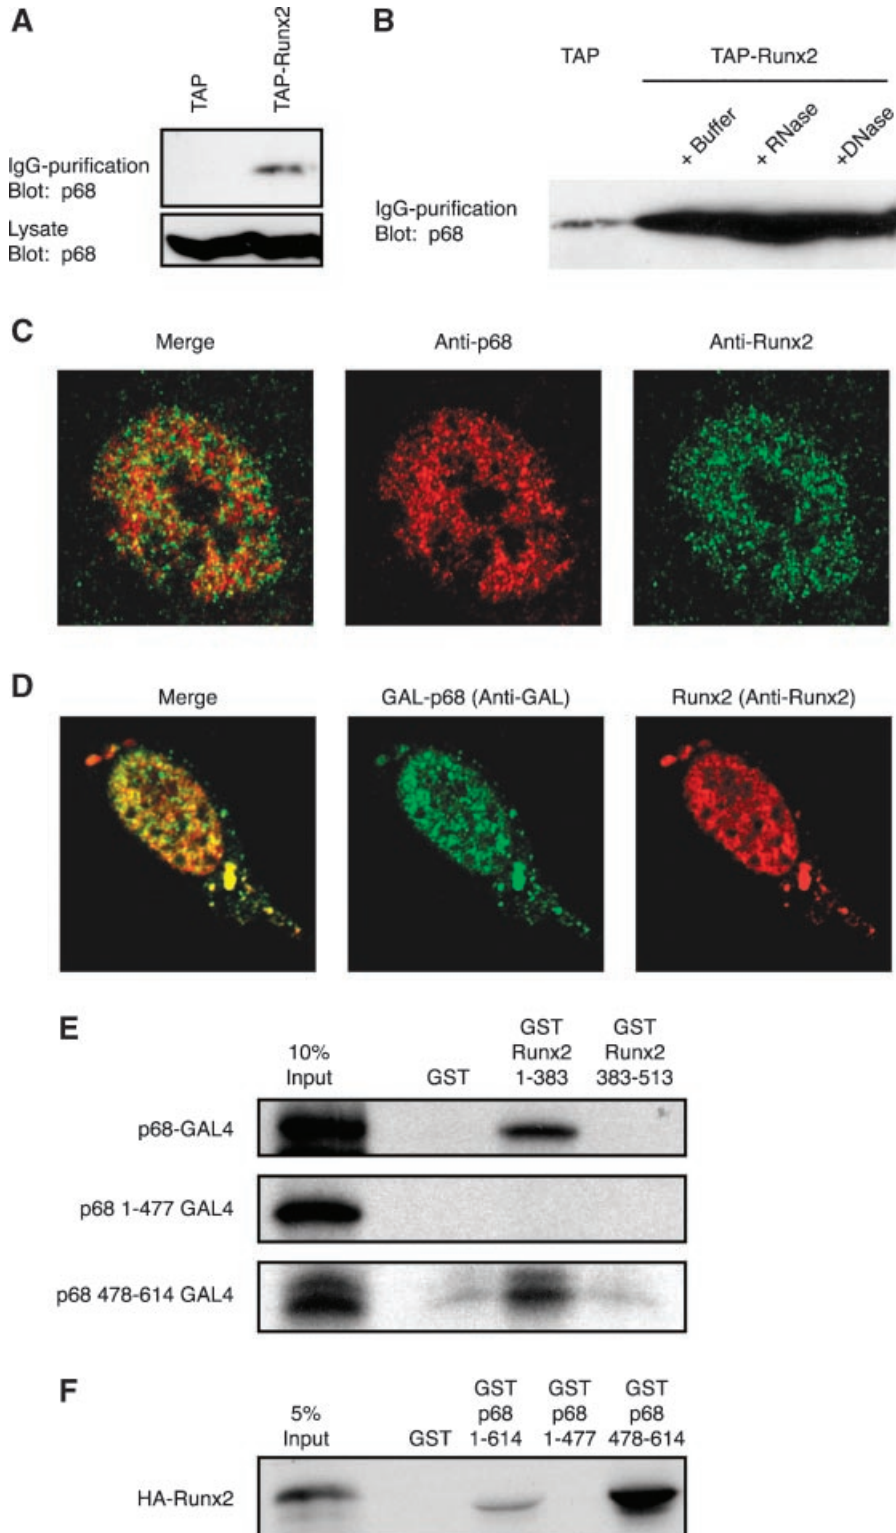 A
TAP
TAP-Runx2
IgG-purification
Blot: p68
Lysate
Blot: p68
B
TAP
TAP-Runx2
+ Buffer
+ RNase
+DNase
IgG-purification
Blot: p68
C
Merge
Anti-p68
Anti-Runx2
D
Merge
GAL-p68 (Anti-GAL)
Runx2 (Anti-Runx2)
E
10%
Input
GST
GST
Runx2
1-383
GST
Runx2
383-513
p68-GAL4
p68 1-477 GAL4
p68 478-614 GAL4
F
5%
Input
GST
GST
p68
1-614
GST
p68
1-477
GST
p68
478-614
HA-Runx2